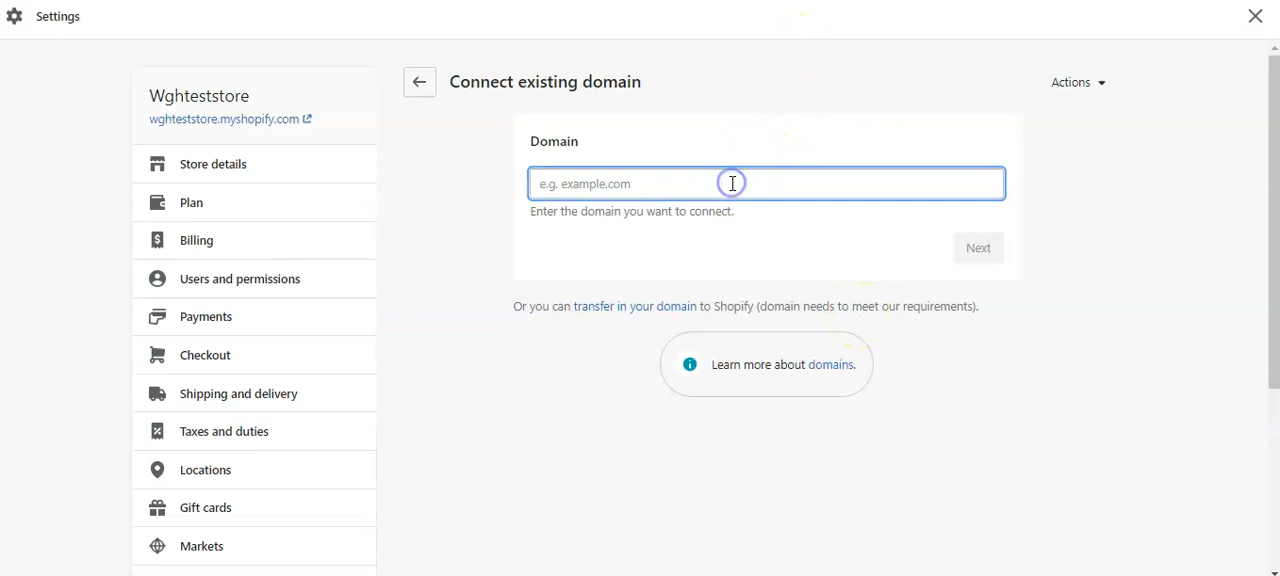 Settings
Wghteststore
wghteststore.myshopify.com
Store details
Plan
Billing
Users and permissions
Payments
Checkout
Shipping and delivery
Taxes and duties
Locations
Gift cards
Markets
Connect existing domain
Actions
Domain
e.g. example.com
Enter the domain you want to connect.
Next
Or you can transfer in your domain to Shopify (domain needs to meet our requirements).
Learn more about domains.